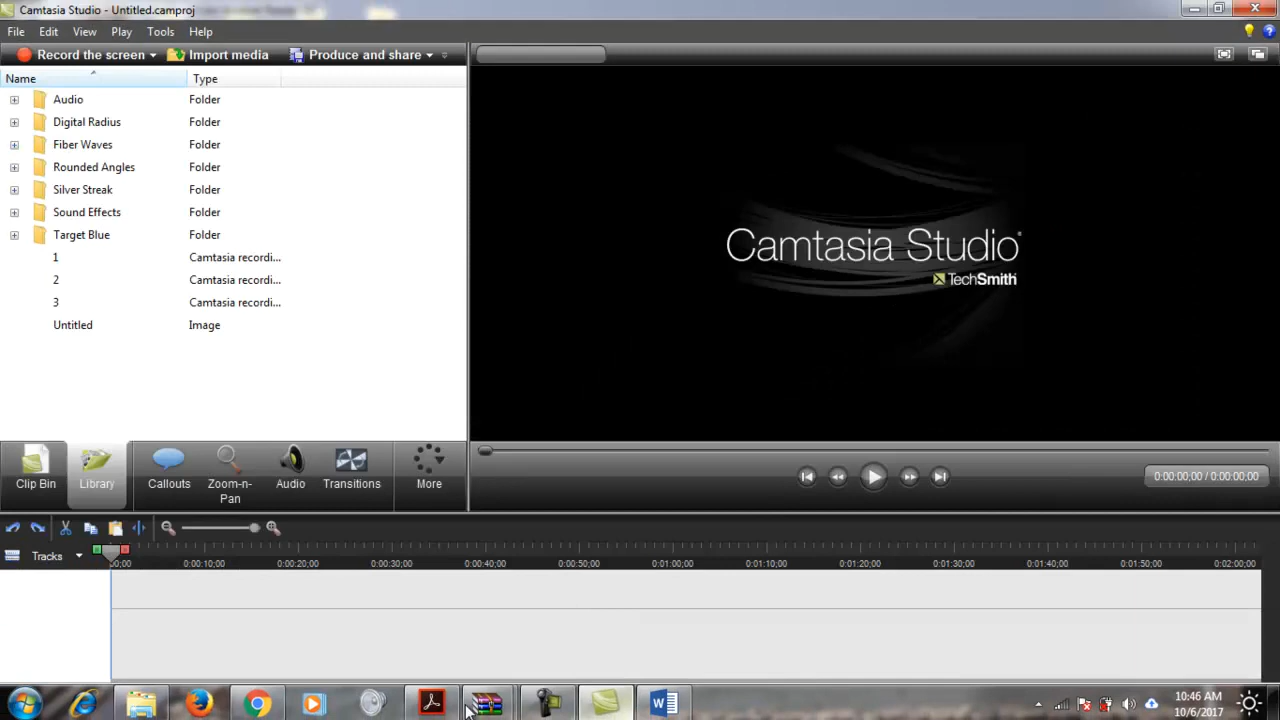 Camtasia Studio - Untitled.camproj
File Edit View Play Tools Help
Record the screen Import media Produce and share
Name Type
Audio Folder
Digital Radius Folder
Fiber Waves Folder
Rounded Angles Folder
Silver Streak Folder
Sound Effects Folder
Target Blue Folder
1 Camtasia recordi...
2 Camtasia recordi...
3 Camtasia recordi...
Untitled Image
Camtasia Studio®
TechSmith
Clip Bin Library Callouts Zoom-n-Pan Audio Transitions More
0:00:00;00 / 0:00:00;00
Tracks
00;00 0:00:10;00 0:00:20;00 0:00:30;00 0:00:40;00 0:00:50;00 0:01:00;00 0:01:10;00 0:01:20;00 0:01:30;00 0:01:40;00 0:01:50;00 0:02:00;00
10:46 AM
10/6/2017